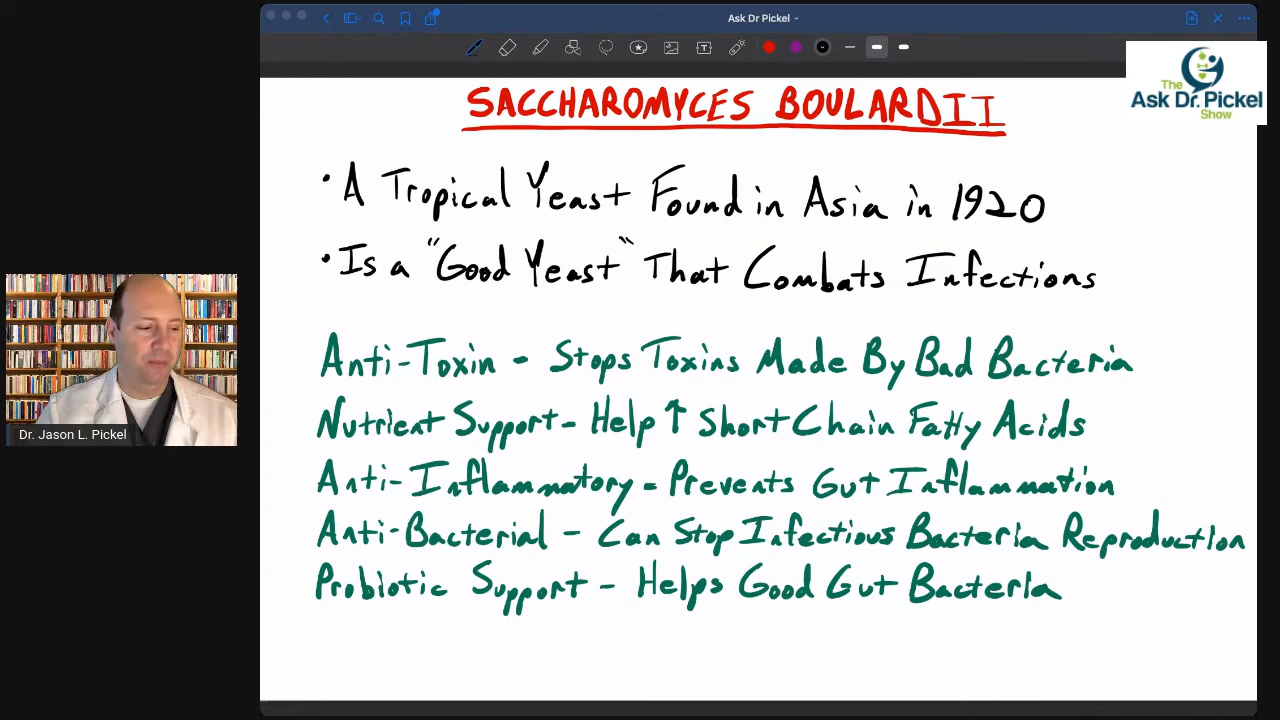 Ask Dr Pickel
The
Ask Dr. Pickel
Show
SACCHAROMYCES BOULARDII
• A Tropical Yeast Found in Asia in 1920
• Is a "Good Yeast" That Combats Infections
Anti-Toxin - Stops Toxins Made By Bad Bacteria
Nutrient Support - Help ↑ Short Chain Fatty Acids
Anti-Inflammatory - Prevents Gut Inflammation
Anti-Bacterial - Can Stop Infectious Bacteria Reproduction
Probiotic Support - Helps Good Gut Bacteria
Dr. Jason L. Pickel